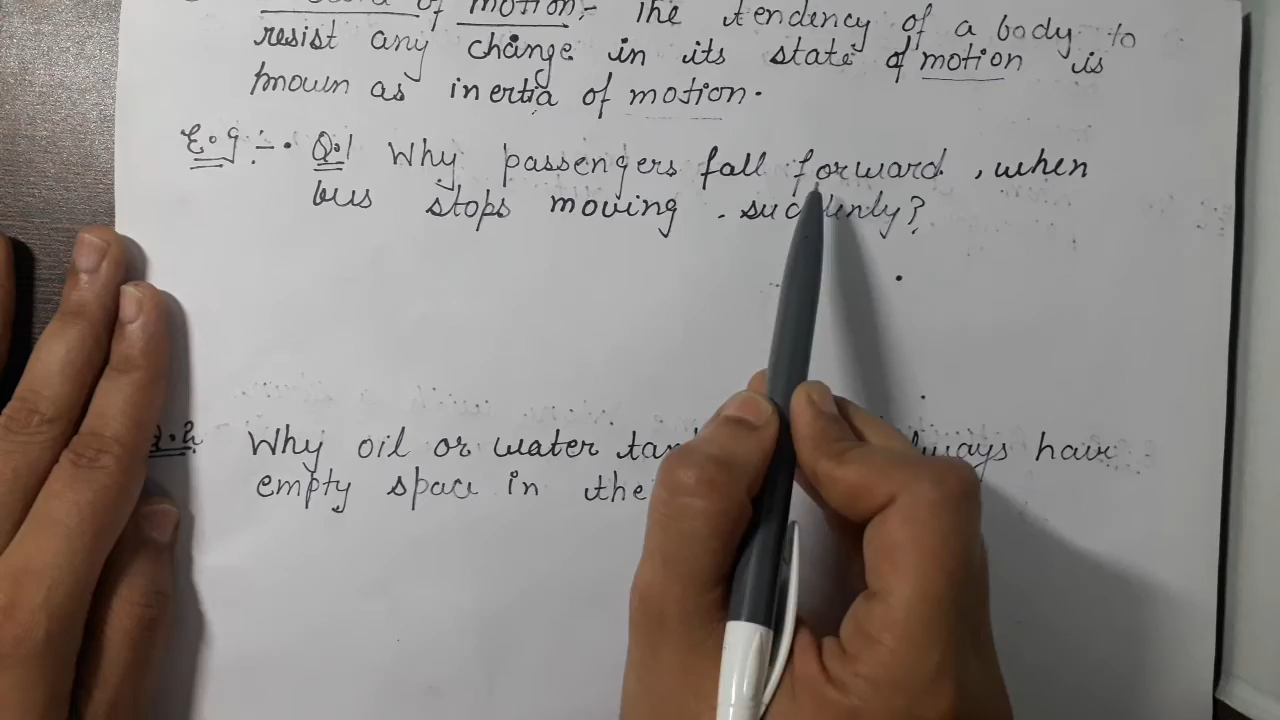 of motion :- The tendency of a body to
resist any change in its state of motion is
known as inertia of motion.
E.g :- Q.1 Why passengers fall forward, when
bus stops moving suddenly?
Q.2 Why oil or water always have
empty space in the